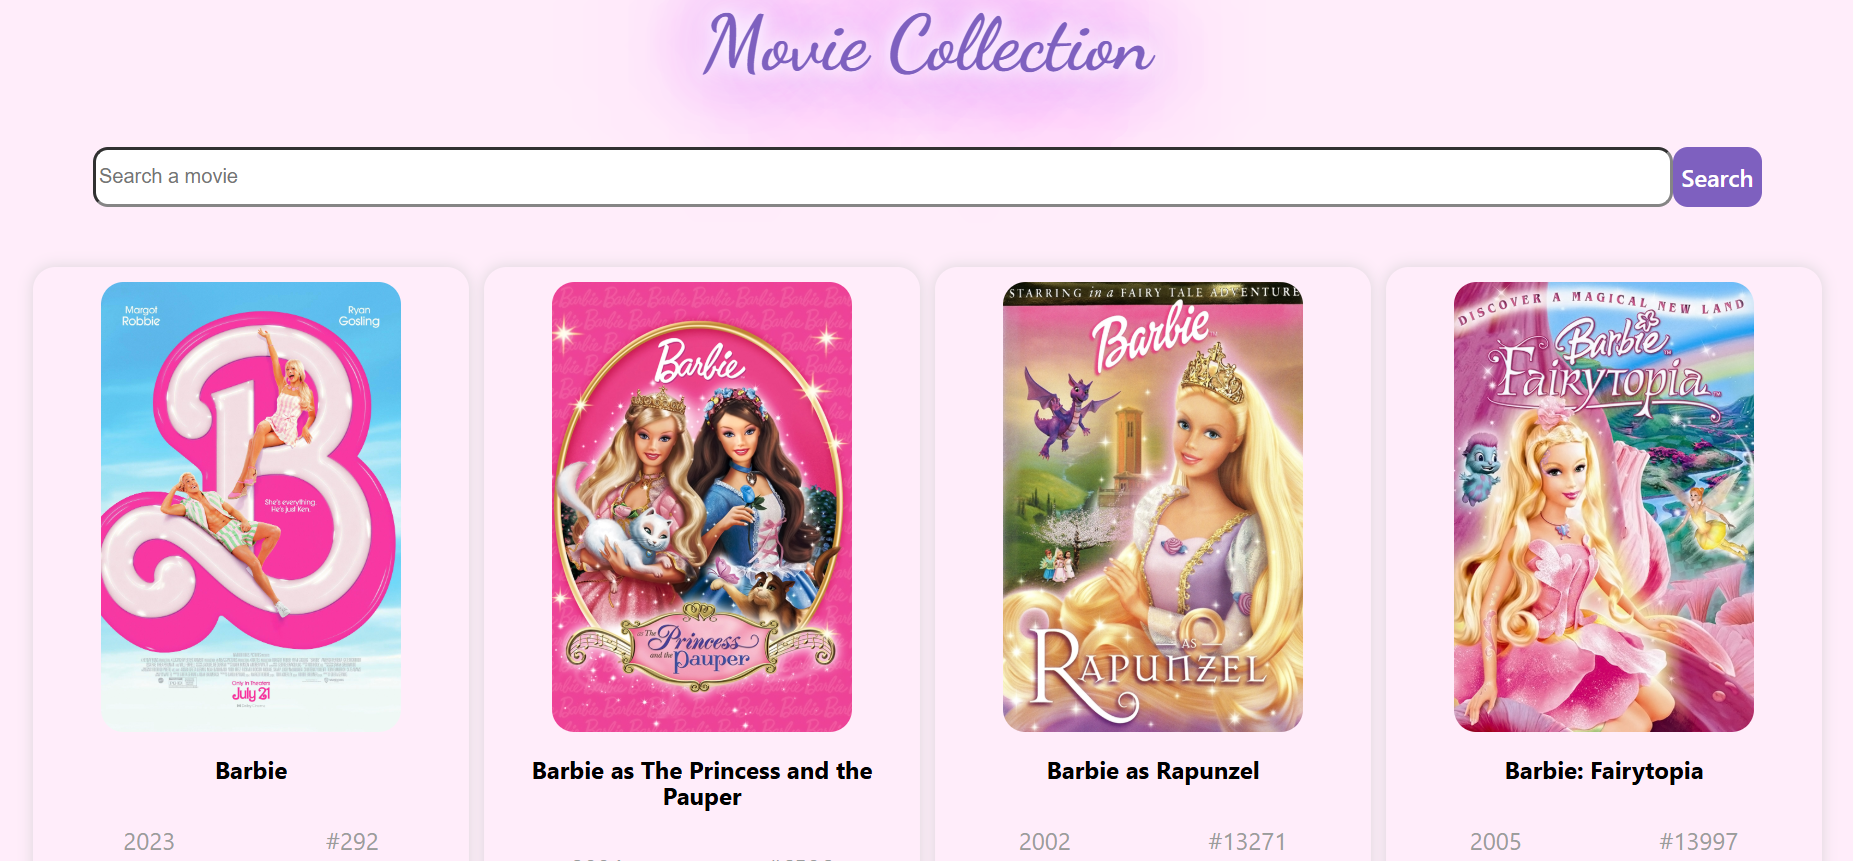 Movie Collection
Search a movie
Search
Margot
Robbie
Ryan
Gosling
She's everything.
He's just Ken.
Only in Theaters
July 21
Barbie
2023
#292
Barbie
as The
Princess
and the
Pauper
Barbie as The Princess and the
Pauper
STARRING in a FAIRY TALE ADVENTURE
Barbie
AS
RAPUNZEL
Barbie as Rapunzel
2002
#13271
DISCOVER A MAGICAL NEW LAND
Barbie
FAIRYTOPIA
Barbie: Fairytopia
2005
#13997